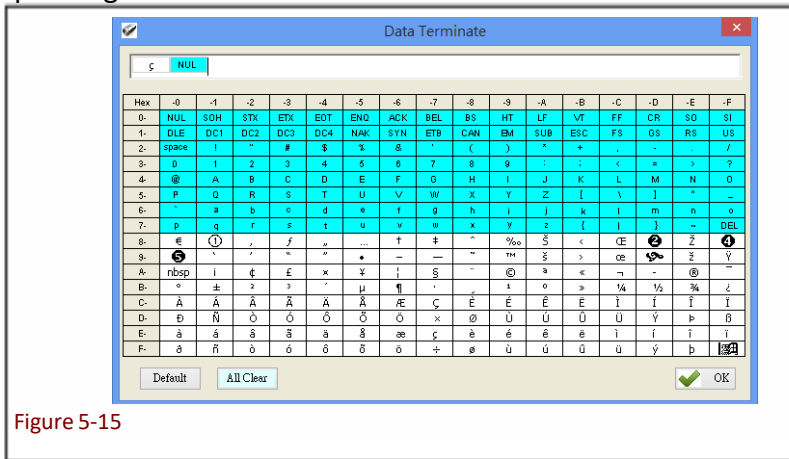 Data Terminate
ç NUL
Hex -0 -1 -2 -3 -4 -5 -6 -7 -8 -9 -A -B -C -D -E -F
0- NUL SOH STX ETX EOT ENQ ACK BEL BS HT LF VT FF CR SO SI
1- DLE DC1 DC2 DC3 DC4 NAK SYN ETB CAN EM SUB ESC FS GS RS US
2- space ! " # $ % & ' ( ) * + , - . /
3- 0 1 2 3 4 5 6 7 8 9 : ; < = > ?
4- @ A B C D E F G H I J K L M N O
5- P Q R S T U V W X Y Z [ \ ] ^ _
6- ` a b c d e f g h i j k l m n o
7- p q r s t u v w x y z { | } ~ DEL
8- € ① ‚ ƒ „ … † ‡ ˆ ‰ Š ‹ Œ ❷ Ž ❹
9- ❺ ‘ ’ “ ” • – — ˜ ™ š › œ ž Ÿ
A- nbsp ¡ ¢ £ ¤ ¥ ¦ § ¨ © ª « ¬ - ® ¯
B- ° ± ² ³ ´ µ ¶ · ¸ ¹ º » ¼ ½ ¾ ¿
C- À Á Â Ã Ä Å Æ Ç È É Ê Ë Ì Í Î Ï
D- Ð Ñ Ò Ó Ô Õ Ö × Ø Ù Ú Û Ü Ý Þ ß
E- à á â ã ä å æ ç è é ê ë ì í î ï
F- ð ñ ò ó ô õ ö ÷ ø ù ú û ü ý þ
Default All Clear OK
Figure 5-15